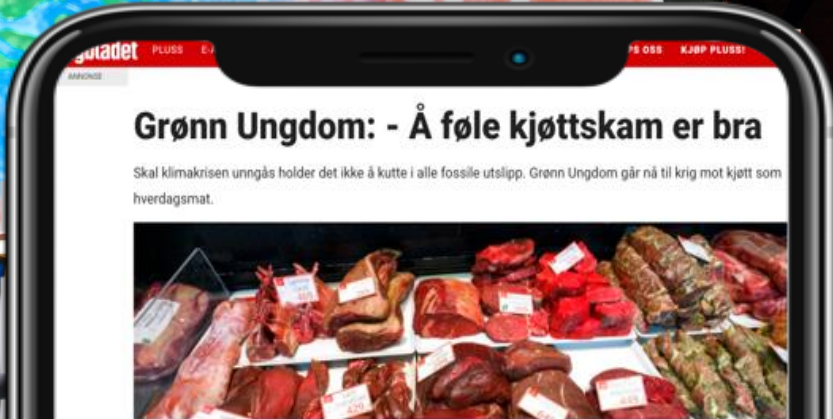 PLUSS
KJØP PLUSS!
ANNONSE
Grønn Ungdom: - Å føle kjøttskam er bra
Skal klimakrisen unngås holder det ikke å kutte i alle fossile utslipp. Grønn Ungdom går nå til krig mot kjøtt som
hverdagsmat.